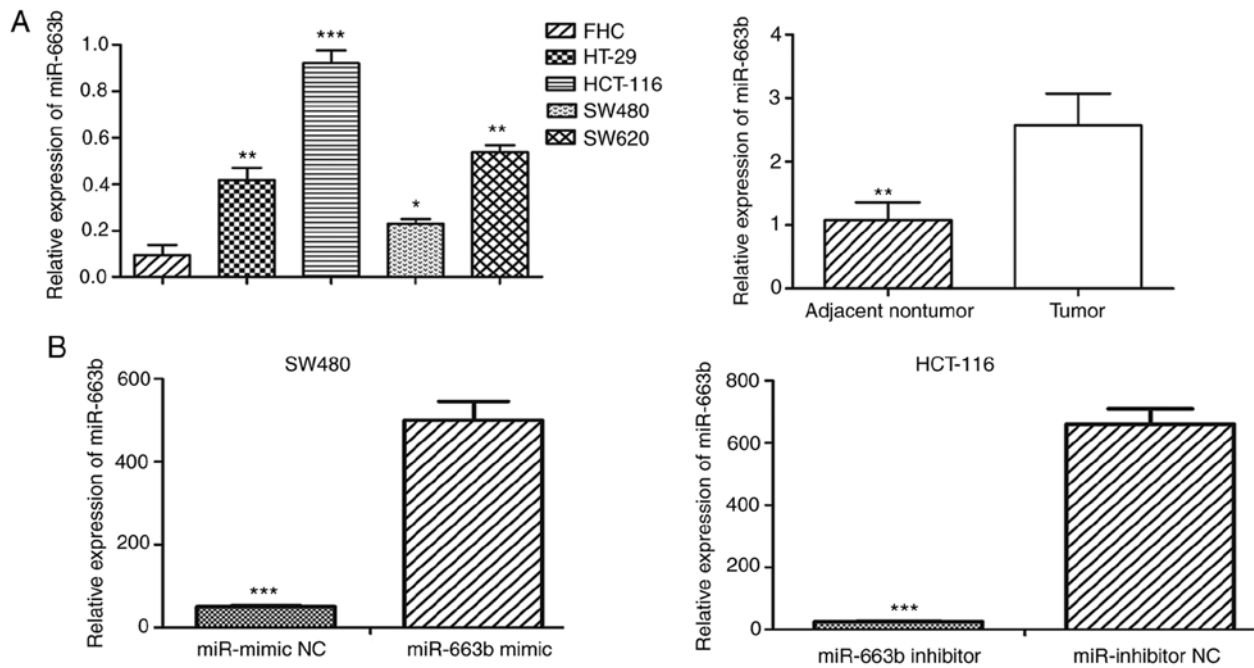 A
Relative expression of miR-663b
1.0
0.8
0.6
0.4
0.2
0.0
**
***
*
**
FHC
HT-29
HCT-116
SW480
SW620
Relative expression of miR-663b
4
3
2
1
0
**
Adjacent nontumor
Tumor
B
SW480
Relative expression of miR-663b
600
400
200
0
***
miR-mimic NC
miR-663b mimic
HCT-116
Relative expression of miR-663b
800
600
400
200
0
***
miR-663b inhibitor
miR-inhibitor NC